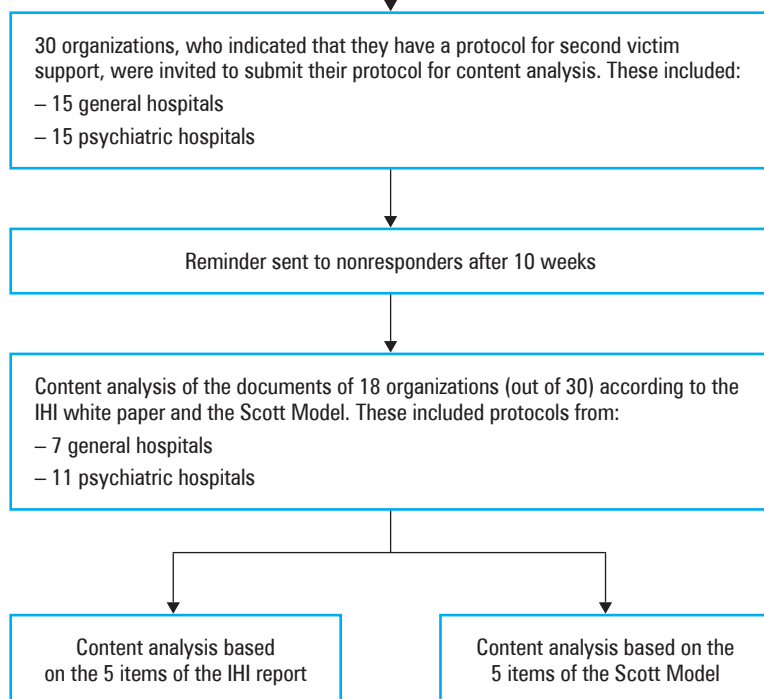 30 organizations, who indicated that they have a protocol for second victim
support, were invited to submit their protocol for content analysis. These included:
– 15 general hospitals
– 15 psychiatric hospitals
Reminder sent to nonresponders after 10 weeks
Content analysis of the documents of 18 organizations (out of 30) according to the
IHI white paper and the Scott Model. These included protocols from:
– 7 general hospitals
– 11 psychiatric hospitals
Content analysis based
on the 5 items of the IHI report
Content analysis based on the
5 items of the Scott Model